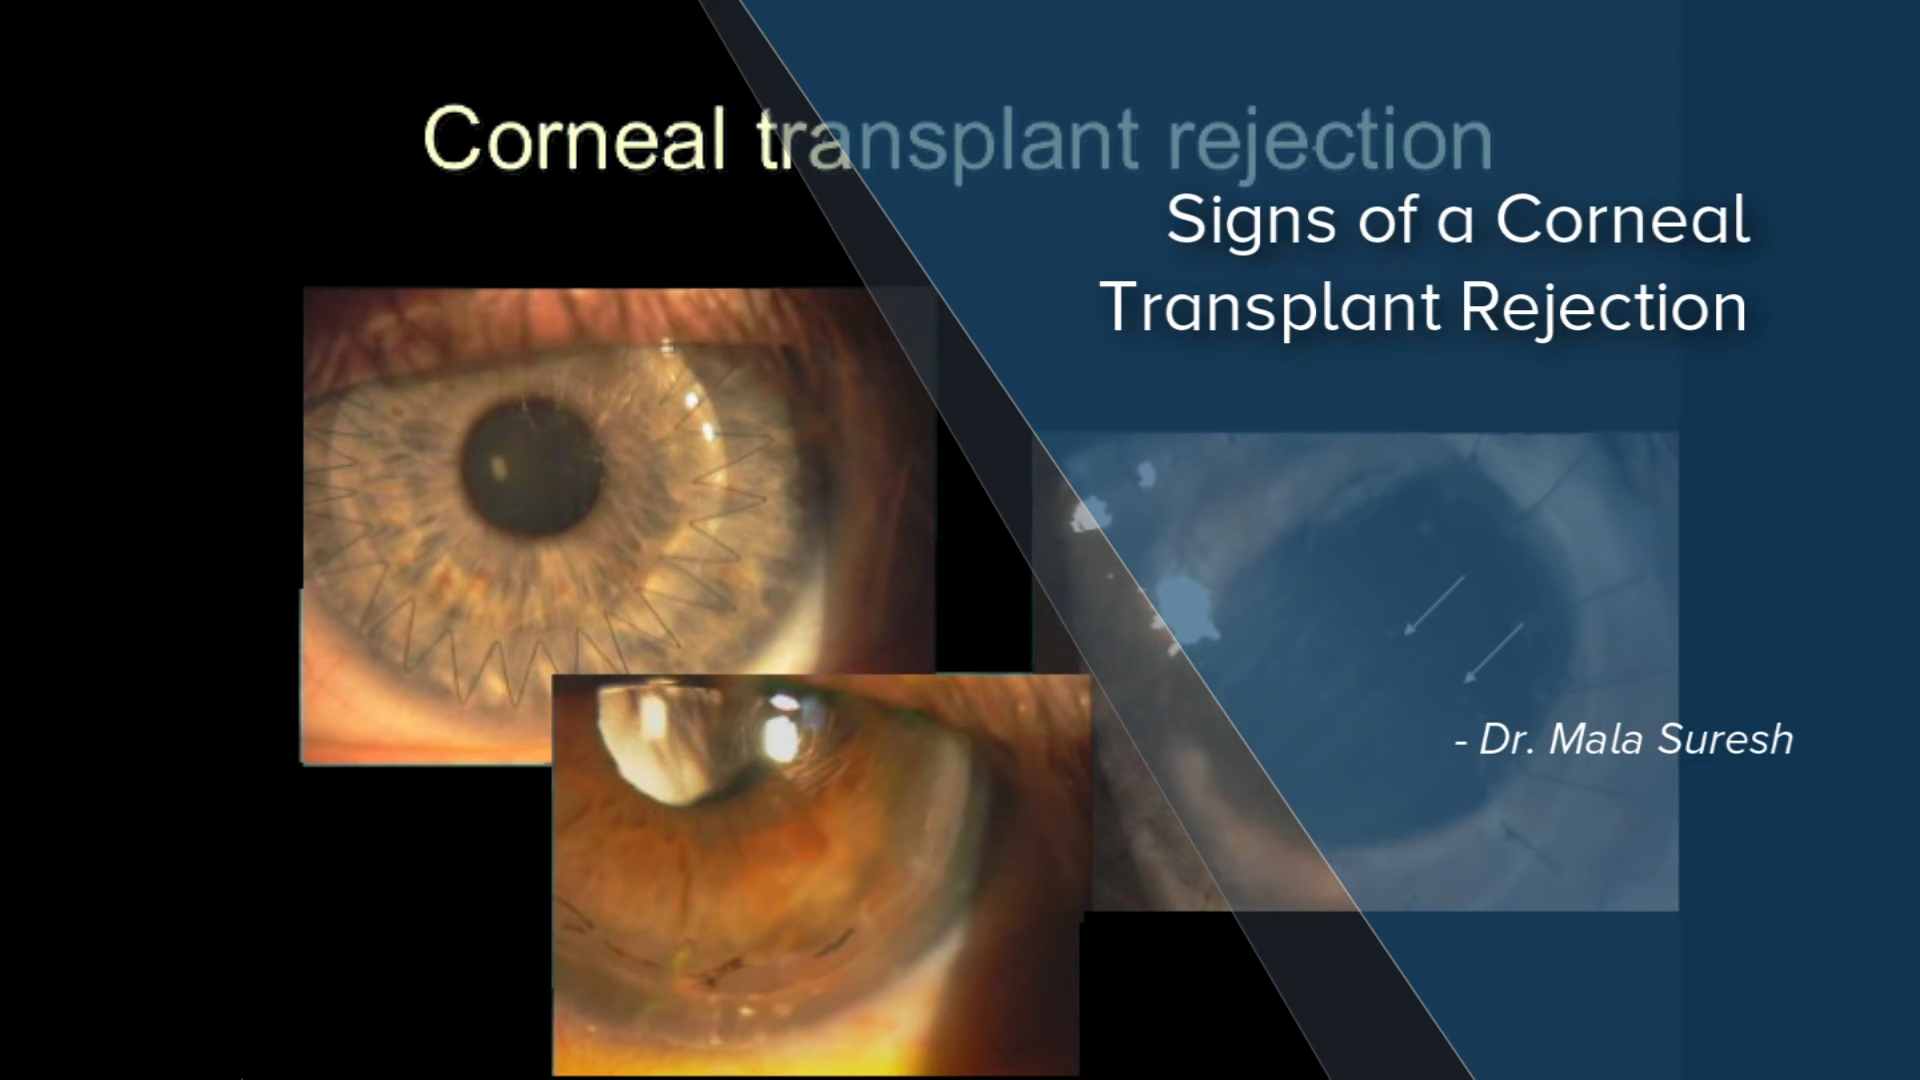 Corneal transplant rejection
Signs of a Corneal
Transplant Rejection
- Dr. Mala Suresh